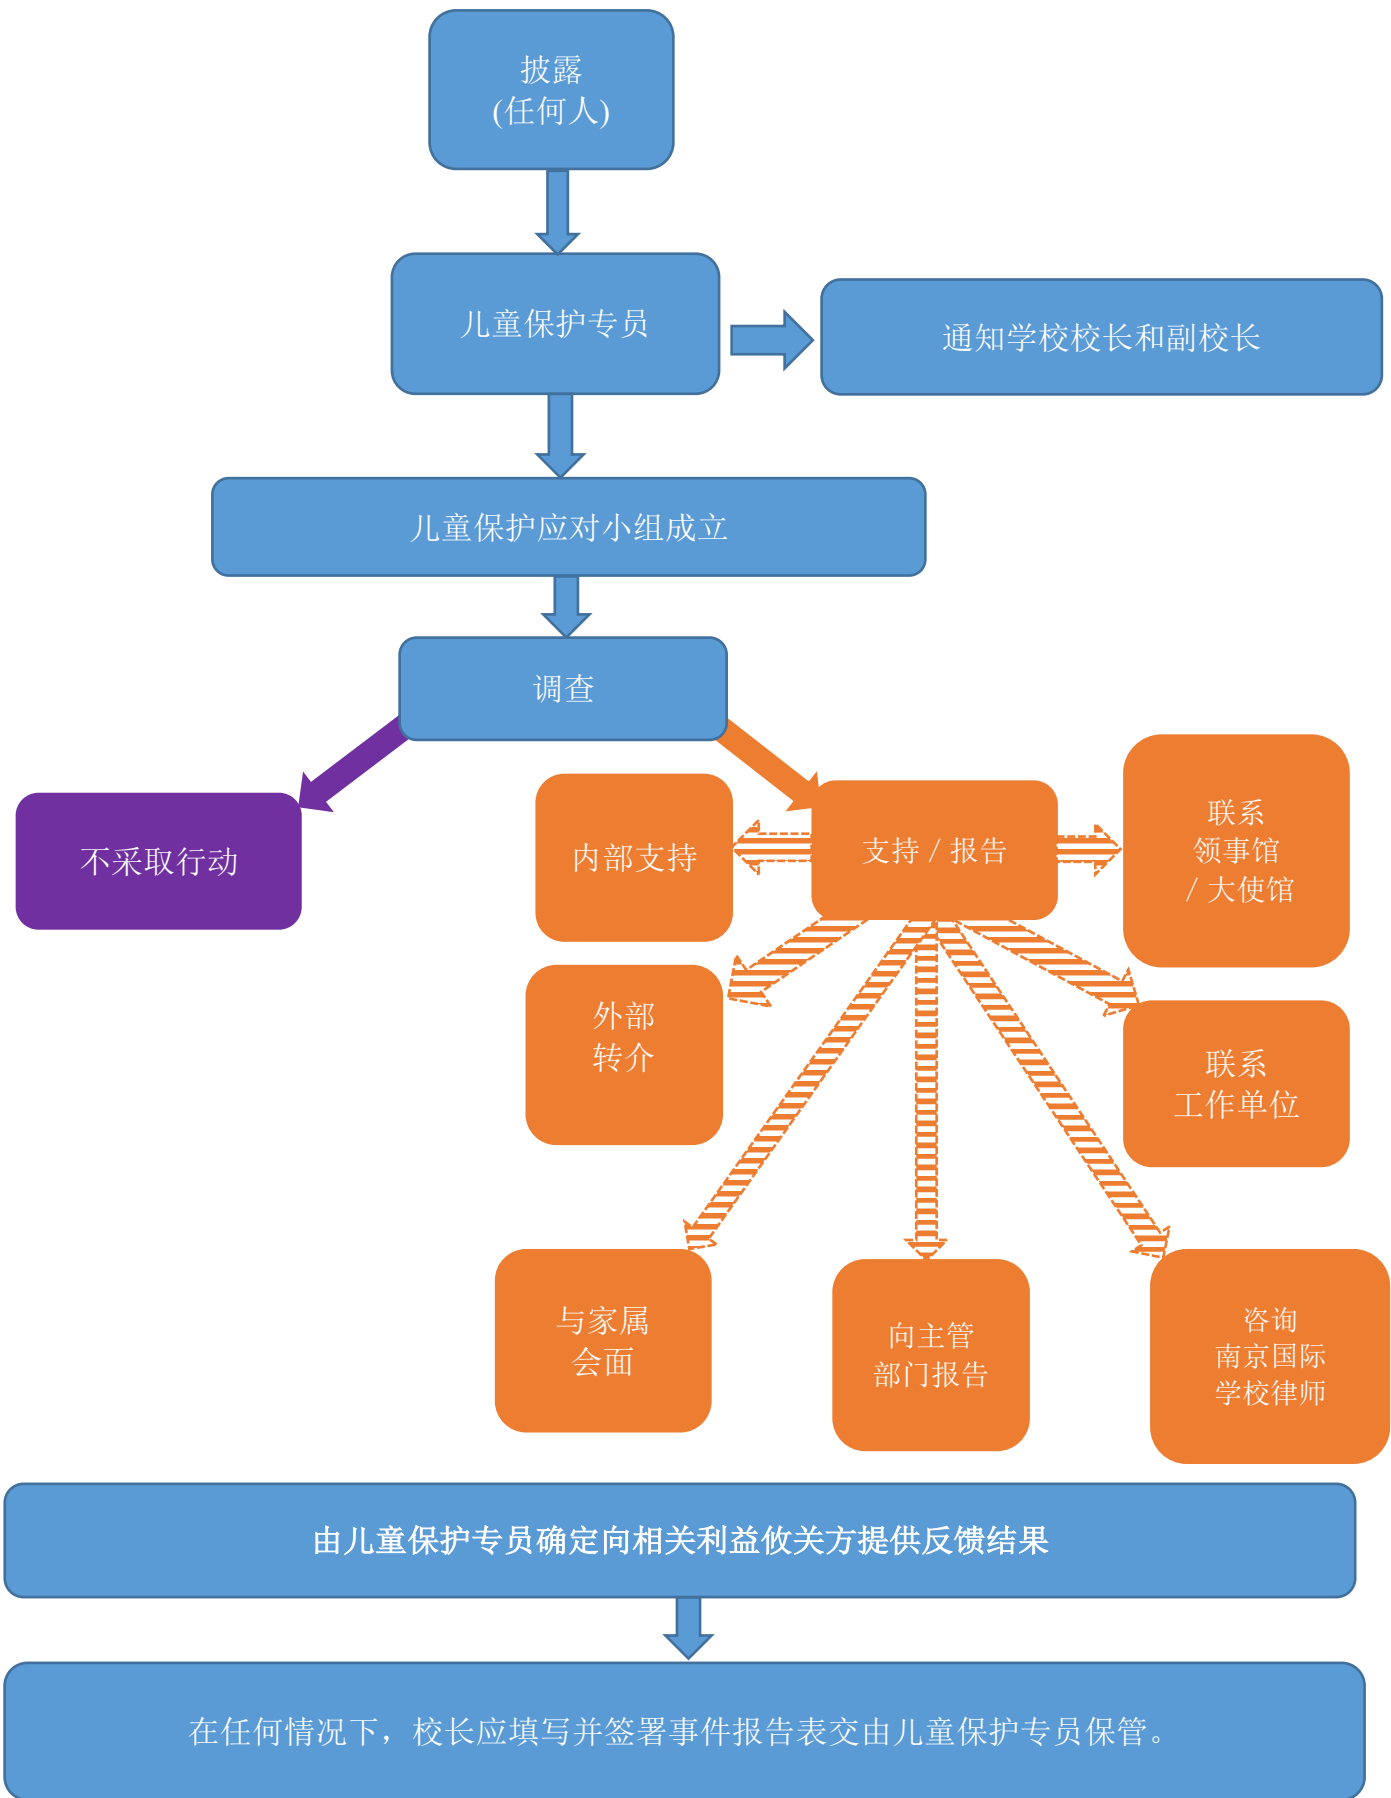 披露
(任何人)
儿童保护专员
通知学校校长和副校长
儿童保护应对小组成立
调查
不采取行动
内部支持
支持 / 报告
联系
领事馆
/ 大使馆
外部
转介
联系
工作单位
与家属
会面
向主管
部门报告
咨询
南京国际
学校律师
由儿童保护专员确定向相关利益攸关方提供反馈结果
在任何情况下，校长应填写并签署事件报告表交由儿童保护专员保管。